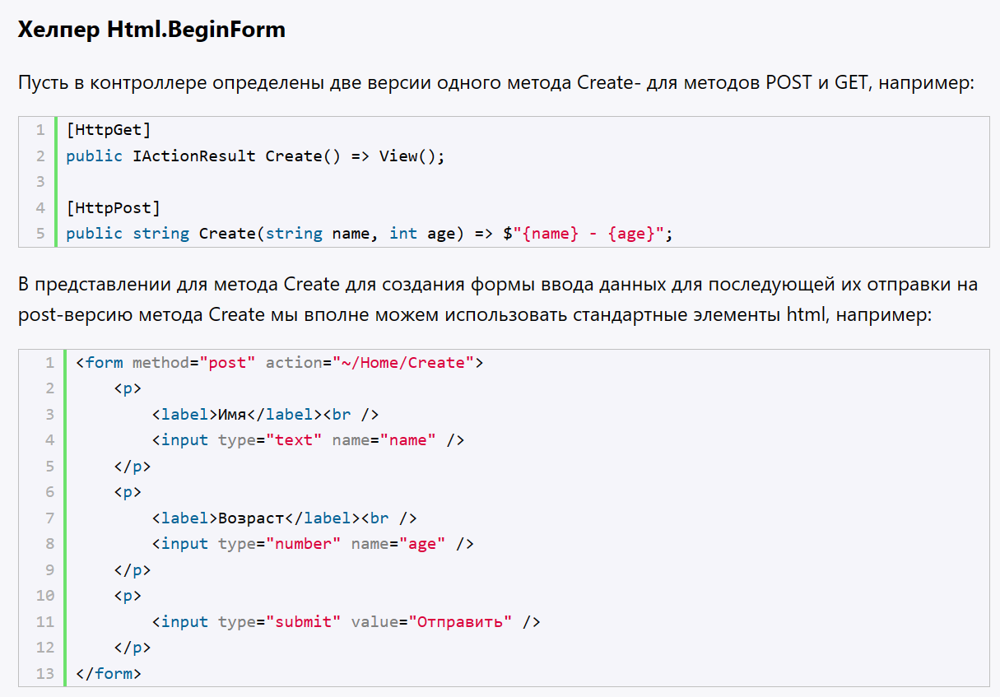 Хелпер Html.BeginForm
Пусть в контроллере определены две версии одного метода Create- для методов POST и GET, например:
1 [HttpGet]
2 public IActionResult Create() => View();
3
4 [HttpPost]
5 public string Create(string name, int age) => $"{name} - {age}";
В представлении для метода Create для создания формы ввода данных для последующей их отправки на
post-версию метода Create мы вполне можем использовать стандартные элементы html, например:
1 <form method="post" action="~/Home/Create">
2     <p>
3         <label>Имя</label><br />
4         <input type="text" name="name" />
5     </p>
6     <p>
7         <label>Возраст</label><br />
8         <input type="number" name="age" />
9     </p>
10     <p>
11         <input type="submit" value="Отправить" />
12     </p>
13 </form>